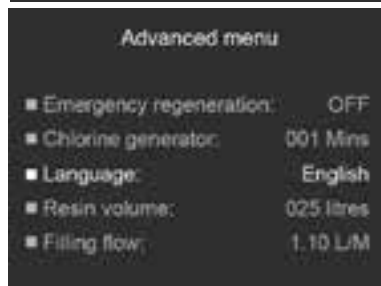 Advanced menu
Emergency regeneration: OFF
Chlorine generator: 001 Mins
Language: English
Resin volume: 025 litres
Filling flow: 1.10 L/M